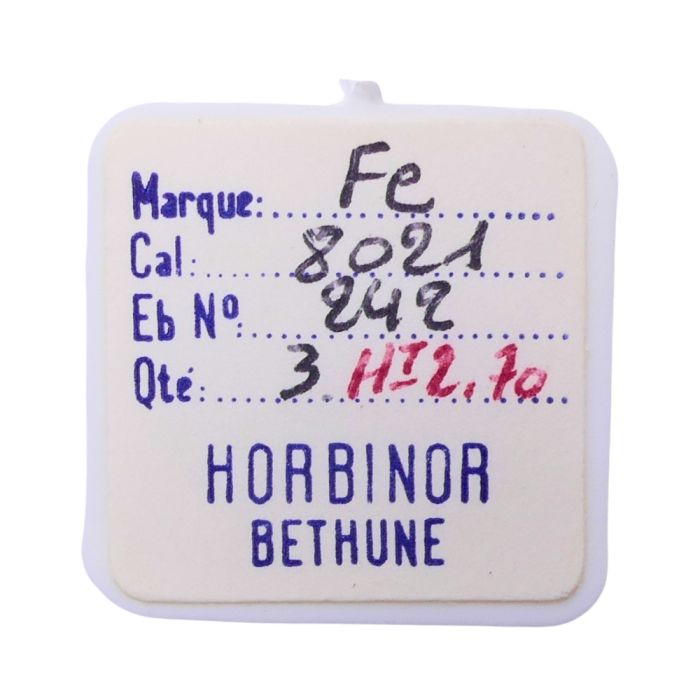 Marque: Fe
Cal: 8021
Eb Nº: 242
Qté: 3. HT 2.70
HORBINOR
BETHUNE